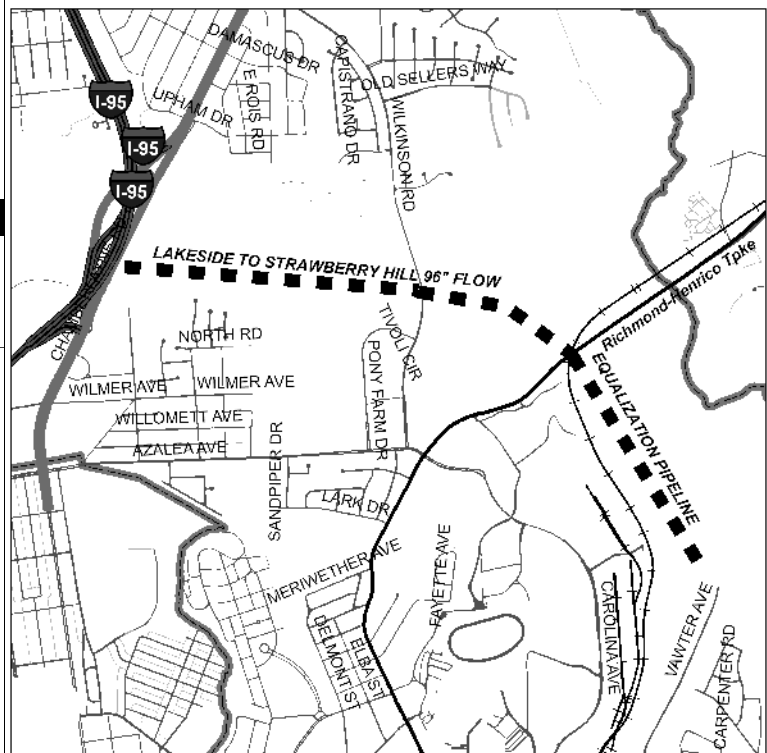 DAMASCUS DR
CAPISTRANO DR
OLD SELLERS WAY
I-95
UPHAM DR
WILKINSON RD
I-95
I-95
LAKESIDE TO STRAWBERRY HILL 96" FLOW
EQUALIZATION PIPELINE
Richmond-Henrico Tpke
NORTH RD
TIVOLI CIR
PONY FARM DR
WILMER AVE
WILMER AVE
WILLOMETT AVE
AZALEA AVE
SANDPIPER DR
LARK DR
MERIWETHER AVE
FAYETTE AVE
DELMONT ST
ELBA ST
CAROLINA AVE
VAWTER AVE
CARPENTER RD